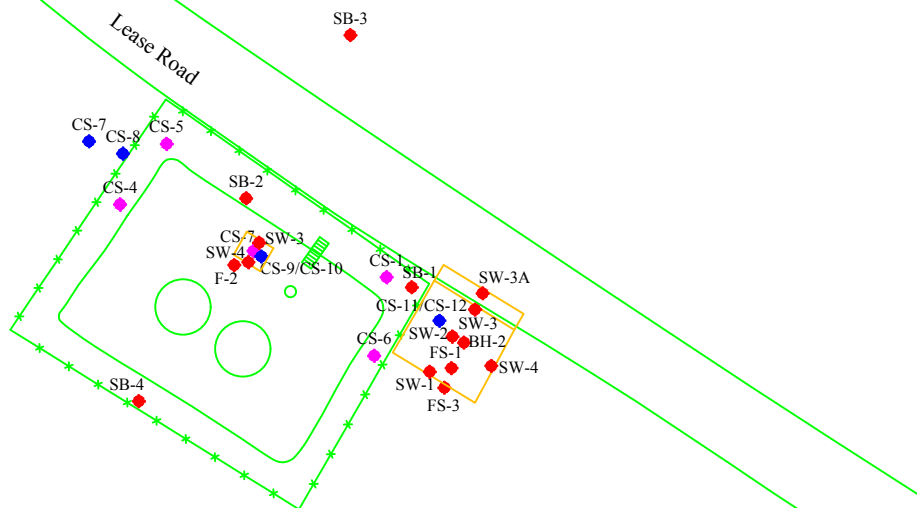 SB-3
Lease Road
CS-7
CS-8
CS-5
CS-4
SB-2
CS-7
SW-3
SW-4
CS-9/CS-10
F-2
CS-1
SB-1
SW-3A
CS-11/CS-12
SW-3
SW-2
BH-2
CS-6
FS-1
SW-4
SW-1
SB-4
FS-3